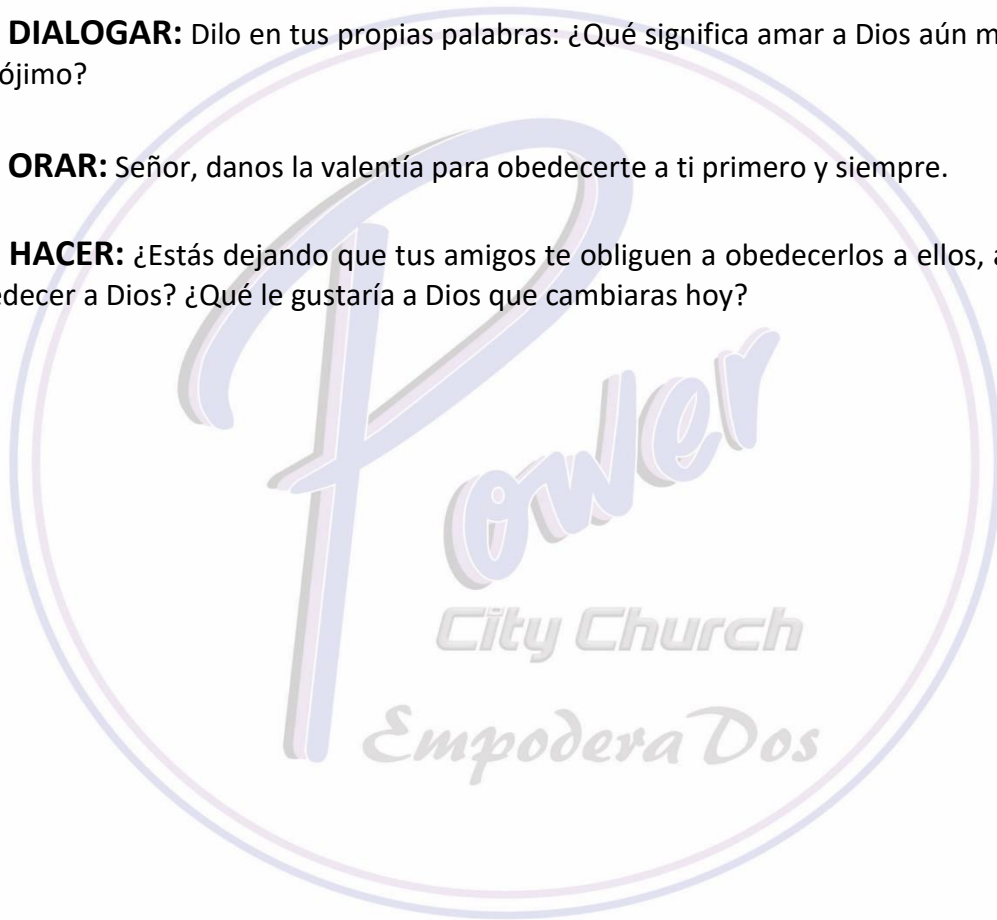 DIALOGAR: Dilo en tus propias palabras: ¿Qué significa amar a Dios aún m
ójimo?
ORAR: Señor, danos la valentía para obedecerte a ti primero y siempre.
HACER: ¿Estás dejando que tus amigos te obliguen a obedecerlos a ellos, a
edecer a Dios? ¿Qué le gustaría a Dios que cambiaras hoy?
Power
City Church
EmpoderaDos